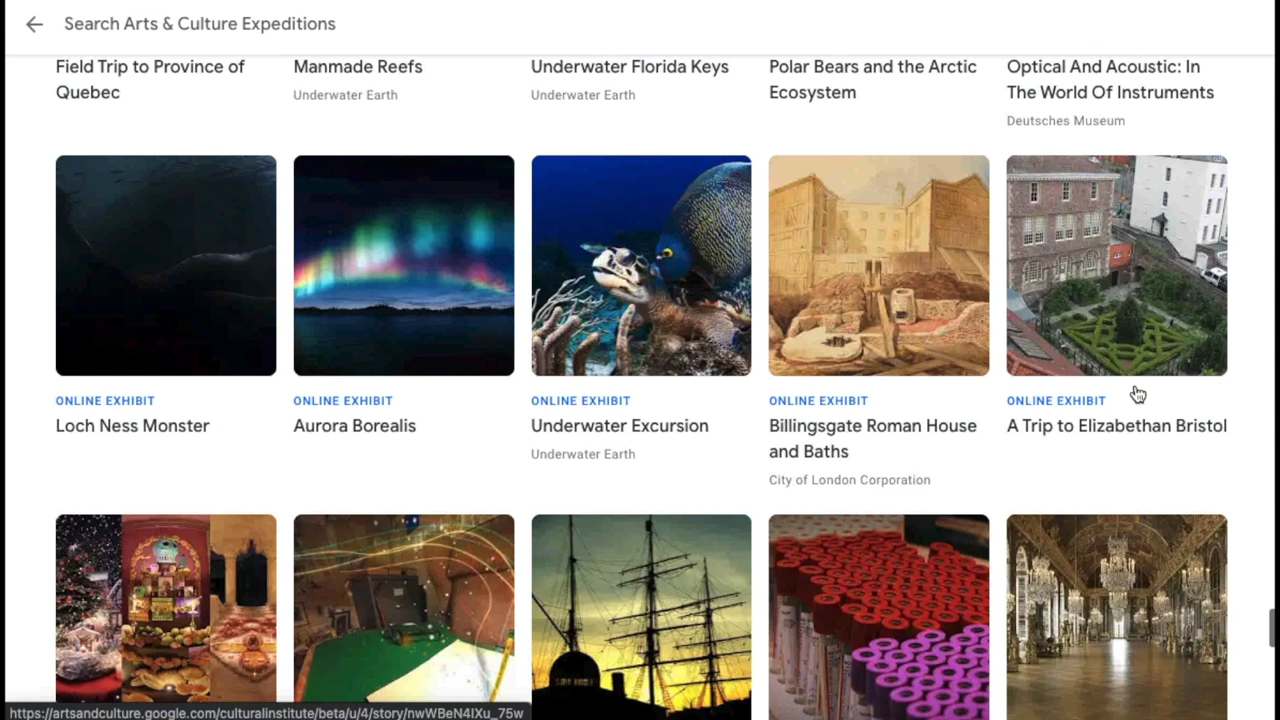 Search Arts & Culture Expeditions
Field Trip to Province of
Quebec
Manmade Reefs
Underwater Earth
Underwater Florida Keys
Underwater Earth
Polar Bears and the Arctic
Ecosystem
Optical And Acoustic: In
The World Of Instruments
Deutsches Museum
ONLINE EXHIBIT
Loch Ness Monster
ONLINE EXHIBIT
Aurora Borealis
ONLINE EXHIBIT
Underwater Excursion
Underwater Earth
ONLINE EXHIBIT
Billingsgate Roman House
and Baths
City of London Corporation
ONLINE EXHIBIT
A Trip to Elizabethan Bristol
https://artsandculture.google.com/culturalinstitute/beta/u/4/story/nwWBeN4IXu_75w